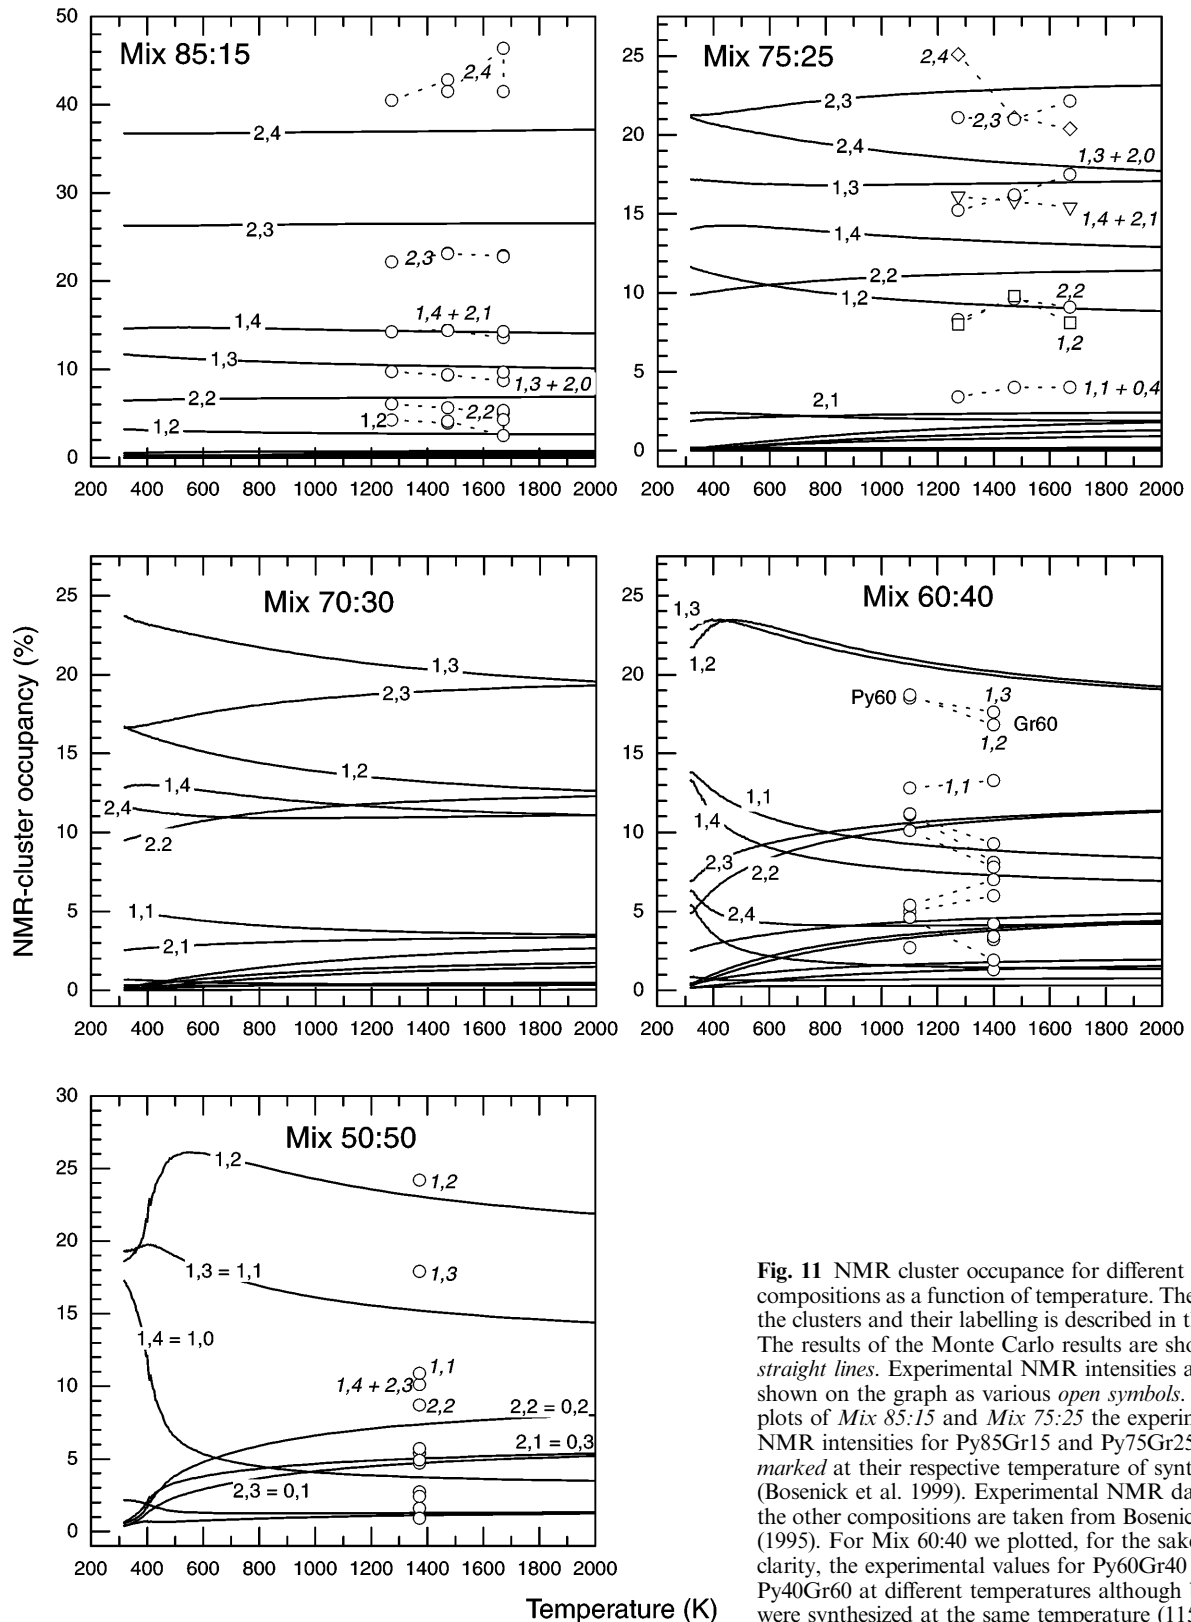 50
40
30
20
10
0
Mix 85:15
2,4
2,4
2,3
2,3
1,4
1,4 + 2,1
1,3
1,3 + 2,0
2,2
2,2
1,2
1,2
200 400 600 800 1000 1200 1400 1600 1800 2000
25
20
15
10
5
0
Mix 75:25
2,4
2,3
2,3
2,4
1,3 + 2,0
1,3
1,4 + 2,1
1,4
2,2
2,2
1,2
1,2
1,1 + 0,4
2,1
200 400 600 800 1000 1200 1400 1600 1800 2000
NMR-cluster occupancy (%)
25
20
15
10
5
0
Mix 70:30
1,3
2,3
1,2
1,4
2,4
2.2
1,1
2,1
200 400 600 800 1000 1200 1400 1600 1800 2000
25
20
15
10
5
0
Mix 60:40
1,3
1,2
Py60
1,3
Gr60
1,2
1,1
1,1
1,4
2,3
2,2
2,4
200 400 600 800 1000 1200 1400 1600 1800 2000
30
25
20
15
10
5
0
Mix 50:50
1,2
1,2
1,3 = 1,1
1,3
1,4 = 1,0
1,1
1,4 + 2,3
2,2
2,2 = 0,2
2,1 = 0,3
2,3 = 0,1
200 400 600 800 1000 1200 1400 1600 1800 2000
Temperature (K)
Fig. 11 NMR cluster occupance for different
compositions as a function of temperature. The
the clusters and their labelling is described in t
The results of the Monte Carlo results are sho
straight lines. Experimental NMR intensities a
shown on the graph as various open symbols.
plots of Mix 85:15 and Mix 75:25 the experim
NMR intensities for Py85Gr15 and Py75Gr25
marked at their respective temperature of synt
(Bosenick et al. 1999). Experimental NMR da
the other compositions are taken from Bosenic
(1995). For Mix 60:40 we plotted, for the sake
clarity, the experimental values for Py60Gr40
Py40Gr60 at different temperatures although
were synthesized at the same temperature (115